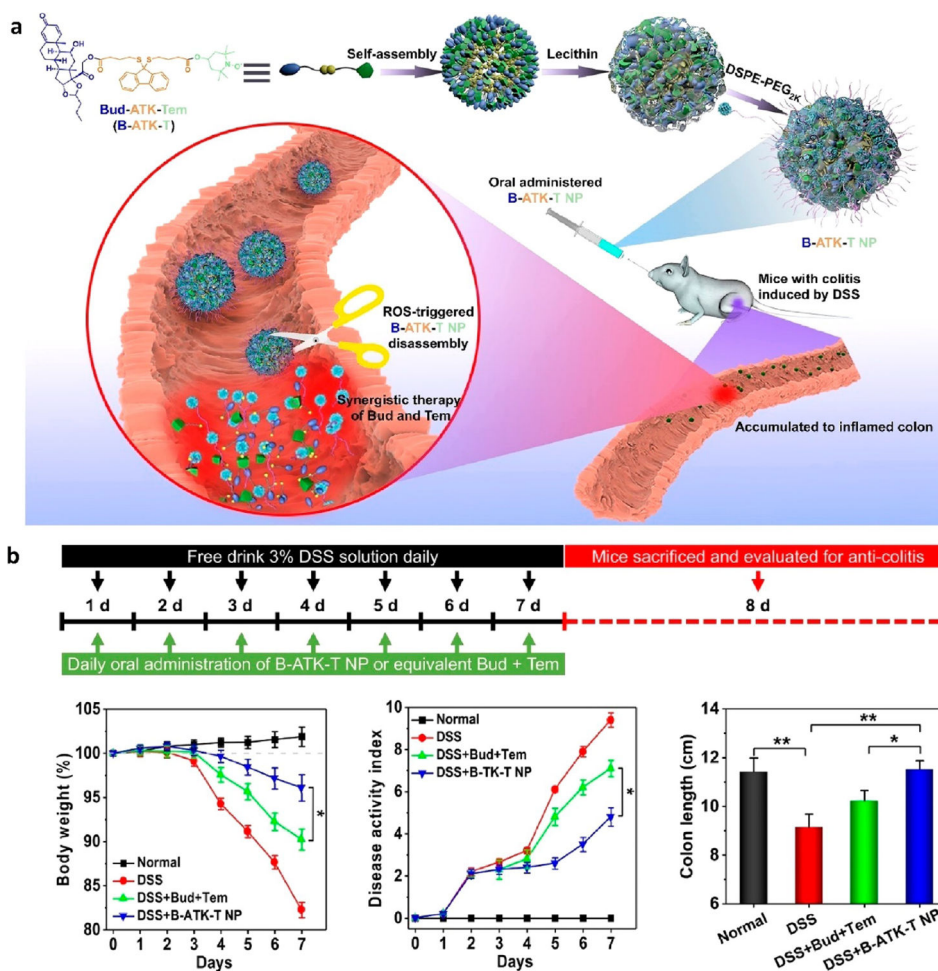 a
Self-assembly
Lecithin
DSPE-PEG2K
Bud-ATK-Tem
(B-ATK-T)
Oral administered
B-ATK-T NP
B-ATK-T NP
Mice with colitis
induced by DSS
ROS-triggered
B-ATK-T NP
disassembly
Synergistic therapy
of Bud and Tem
Accumulated to inflamed colon
b
Free drink 3% DSS solution daily
Mice sacrificed and evaluated for anti-colitis
1 d 2 d 3 d 4 d 5 d 6 d 7 d 8 d
Daily oral administration of B-ATK-T NP or equivalent Bud + Tem
Body weight (%)
105
100
95
90
85
80
*
Normal
DSS
DSS+Bud+Tem
DSS+B-ATK-T NP
0 1 2 3 4 5 6 7
Days
Disease activity index
10
8
6
4
2
0
Normal
DSS
DSS+Bud+Tem
DSS+B-TK-T NP
*
0 1 2 3 4 5 6 7
Days
Colon length (cm)
14
12
10
8
6
**
**
*
Normal
DSS
DSS+Bud+Tem
DSS+B-ATK-T NP